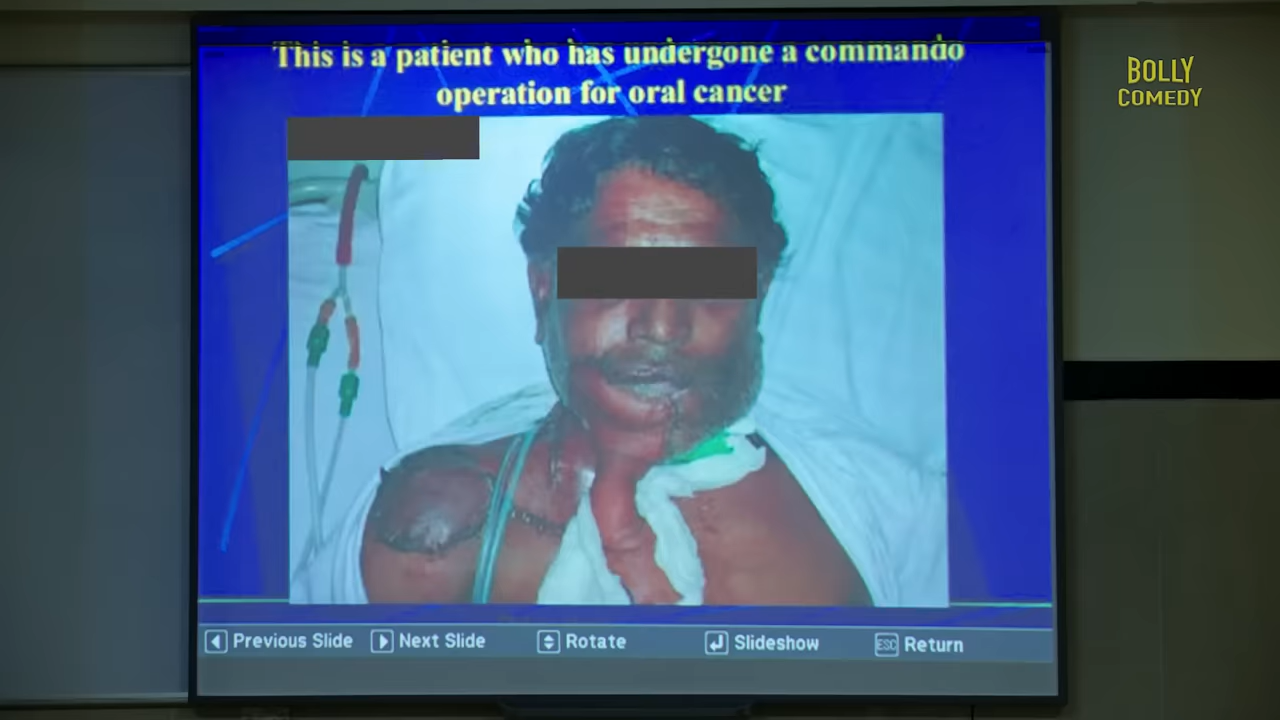 This is a patient who has undergone a commando
operation for oral cancer
BOLLY
COMEDY
Previous Slide Next Slide Rotate Slideshow ESC Return